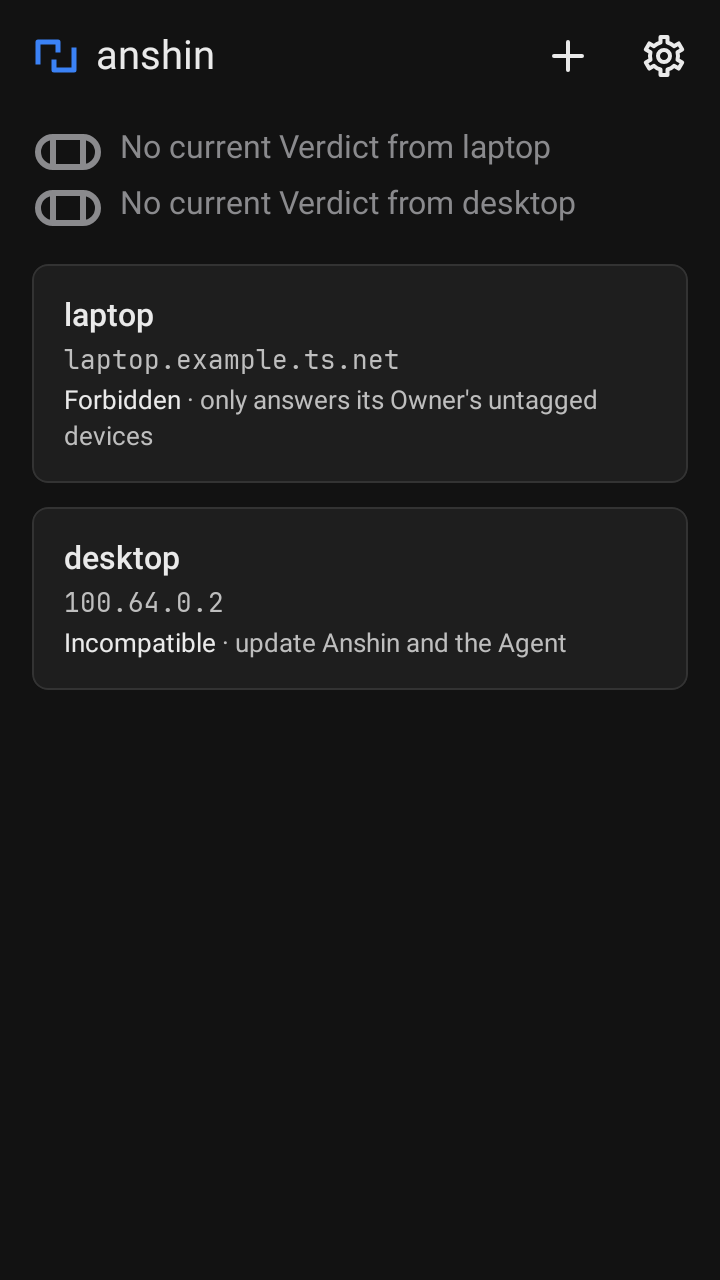 anshin
No current Verdict from laptop
No current Verdict from desktop
laptop
laptop.example.ts.net
Forbidden · only answers its Owner's untagged
devices
desktop
100.64.0.2
Incompatible · update Anshin and the Agent